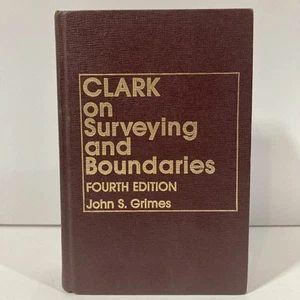 CLARK
on
Surveying
and
Boundaries
FOURTH EDITION
John S. Grimes